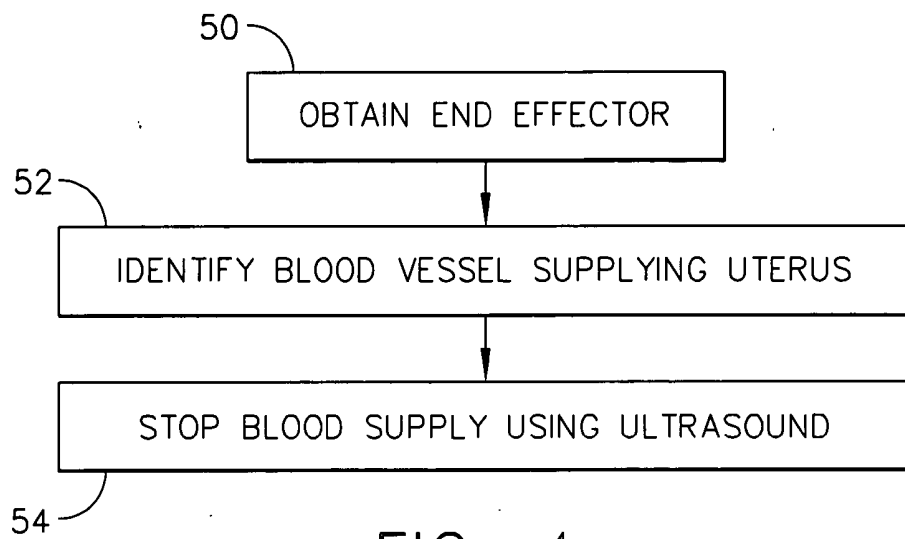 50
OBTAIN END EFFECTOR
52
IDENTIFY BLOOD VESSEL SUPPLYING UTERUS
STOP BLOOD SUPPLY USING ULTRASOUND
54